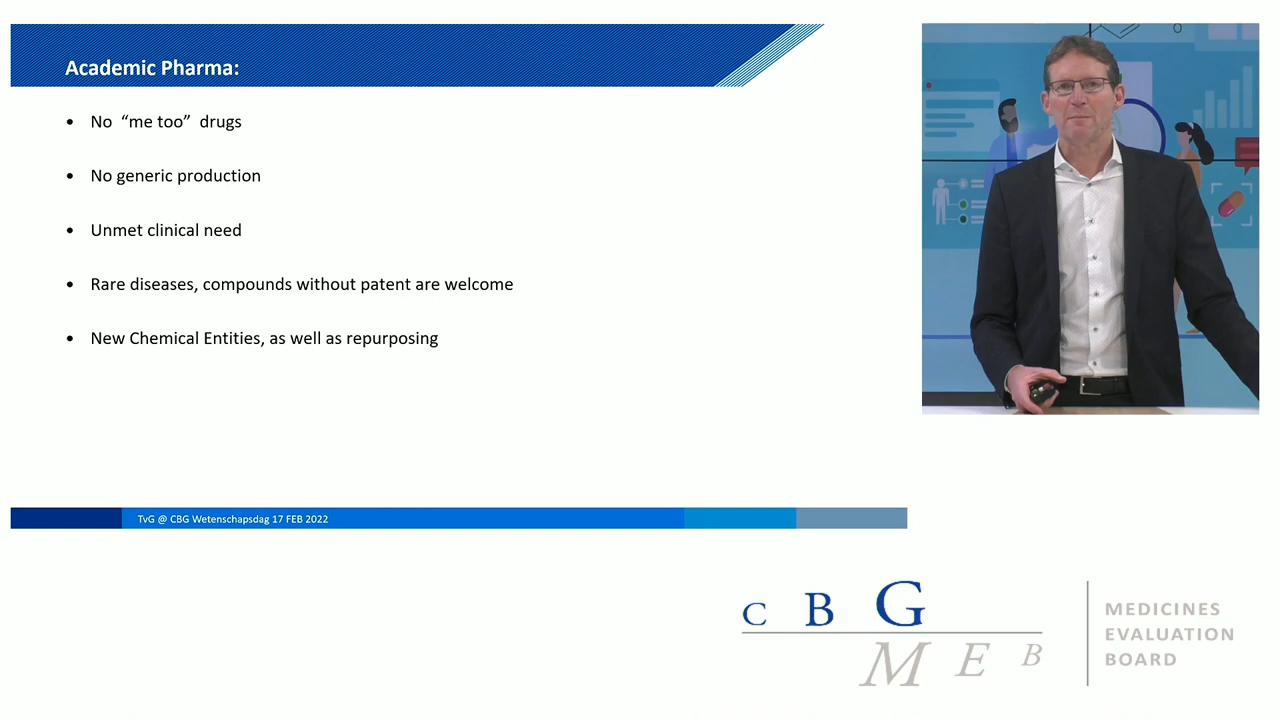 Academic Pharma:
• No “me too” drugs
• No generic production
• Unmet clinical need
• Rare diseases, compounds without patent are welcome
• New Chemical Entities, as well as repurposing
TvG @ CBG Wetenschapsdag 17 FEB 2022
C B G
M E B
MEDICINES
EVALUATION
BOARD